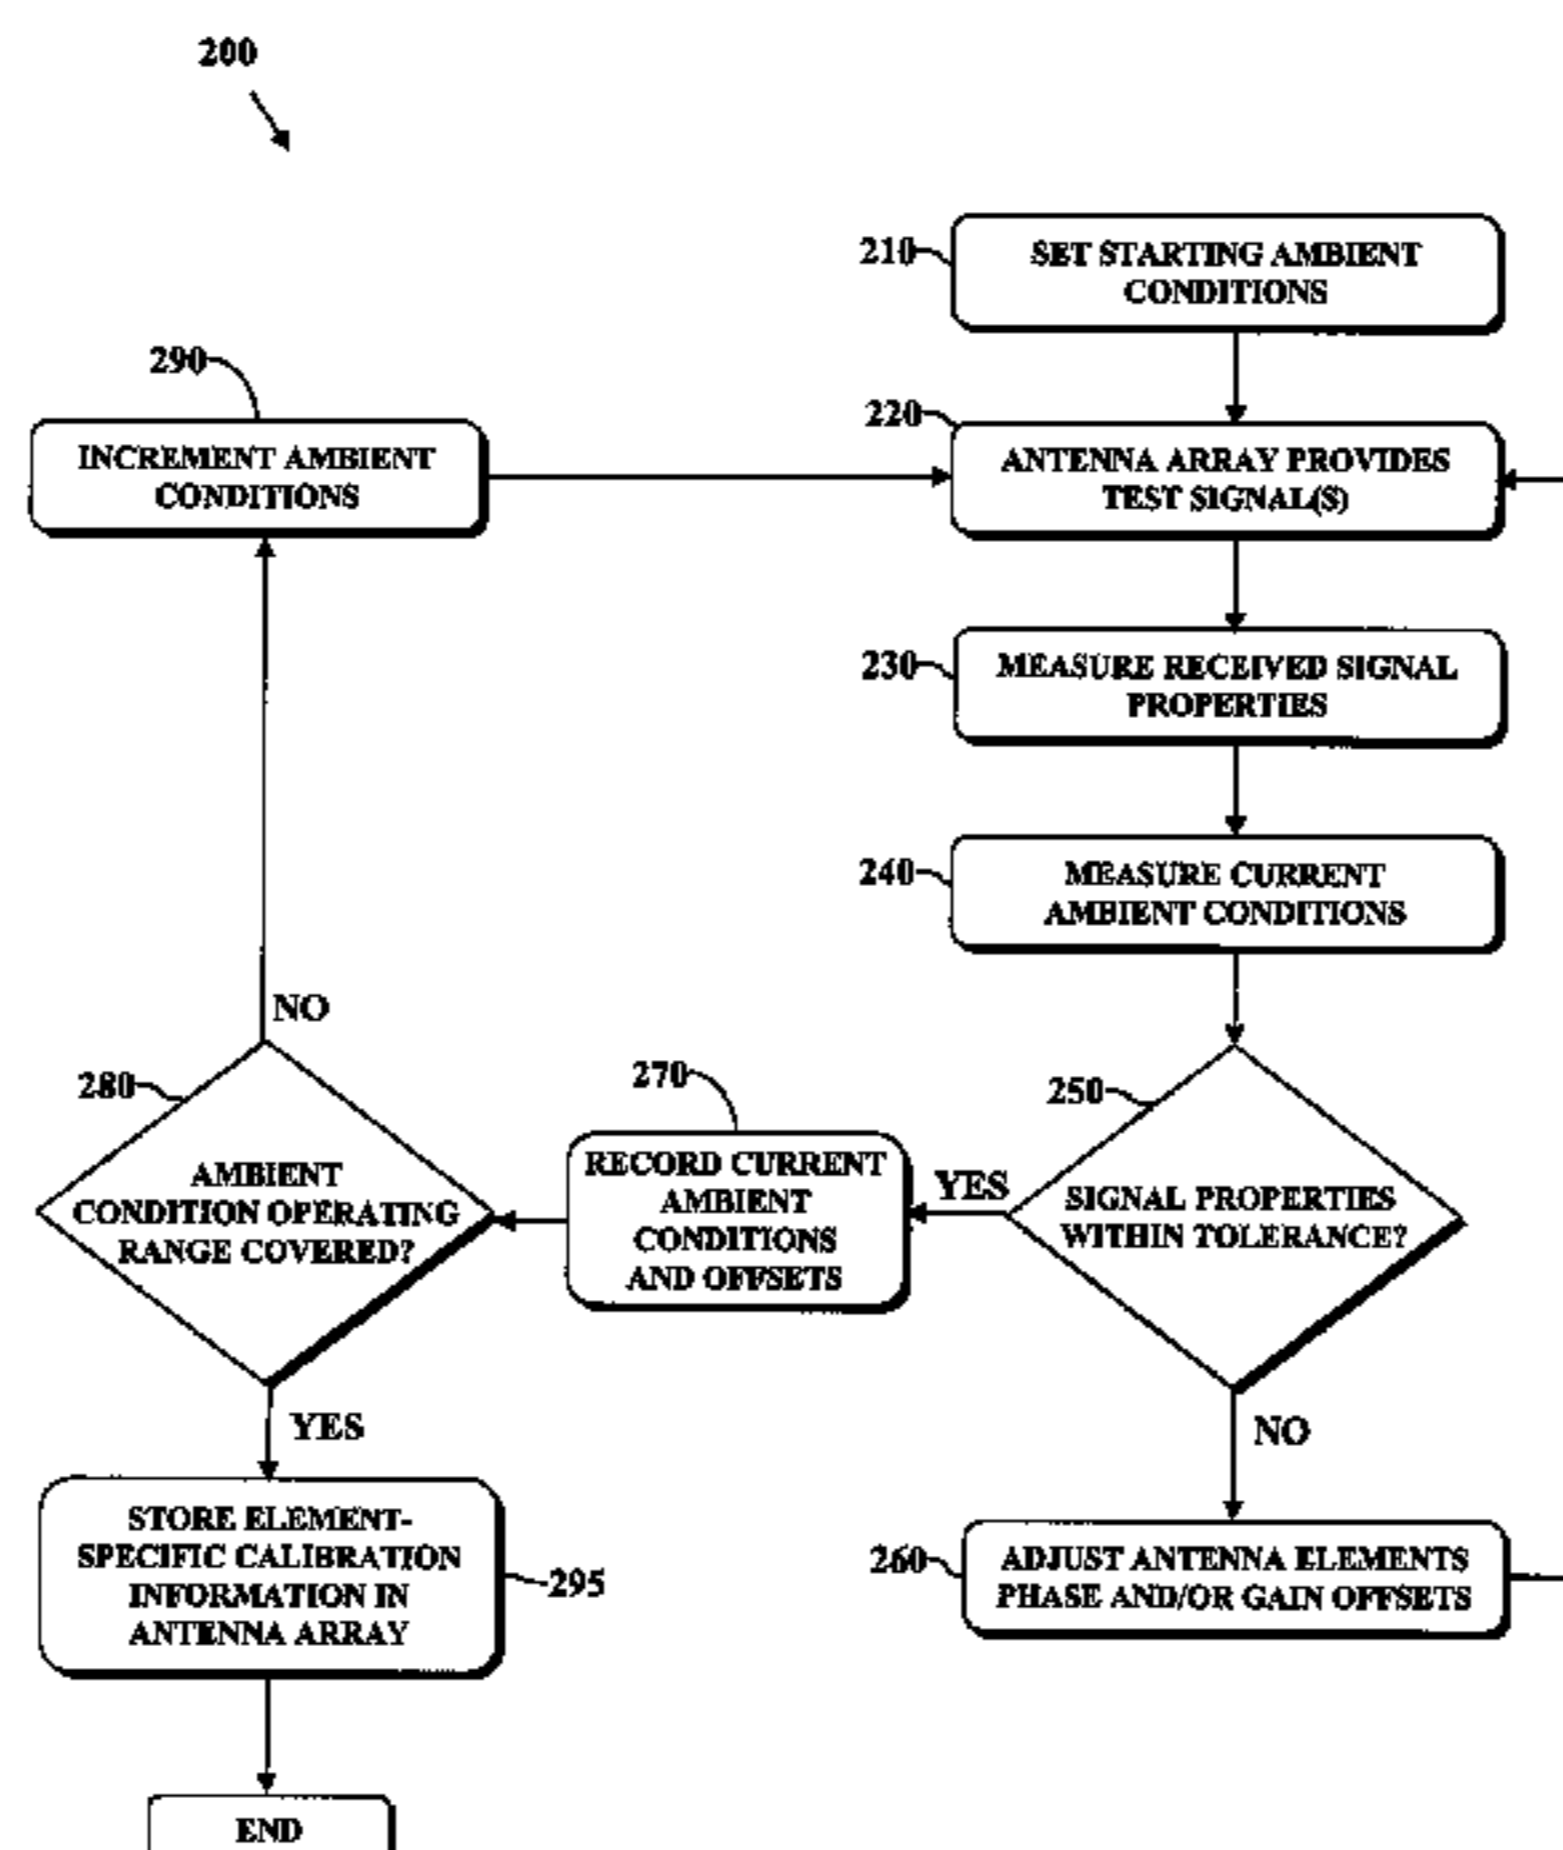 200
210
SET STARTING AMBIENT
CONDITIONS
290
INCREMENT AMBIENT
CONDITIONS
220
ANTENNA ARRAY PROVIDES
TEST SIGNAL(S)
230
MEASURE RECEIVED SIGNAL
PROPERTIES
240
MEASURE CURRENT
AMBIENT CONDITIONS
NO
280
AMBIENT
CONDITION OPERATING
RANGE COVERED?
270
RECORD CURRENT
AMBIENT
CONDITIONS
AND OFFSETS
YES
250
SIGNAL PROPERTIES
WITHIN TOLERANCE?
YES
NO
STORE ELEMENT-
SPECIFIC CALIBRATION
INFORMATION IN
ANTENNA ARRAY
295
260
ADJUST ANTENNA ELEMENTS
PHASE AND/OR GAIN OFFSETS
END